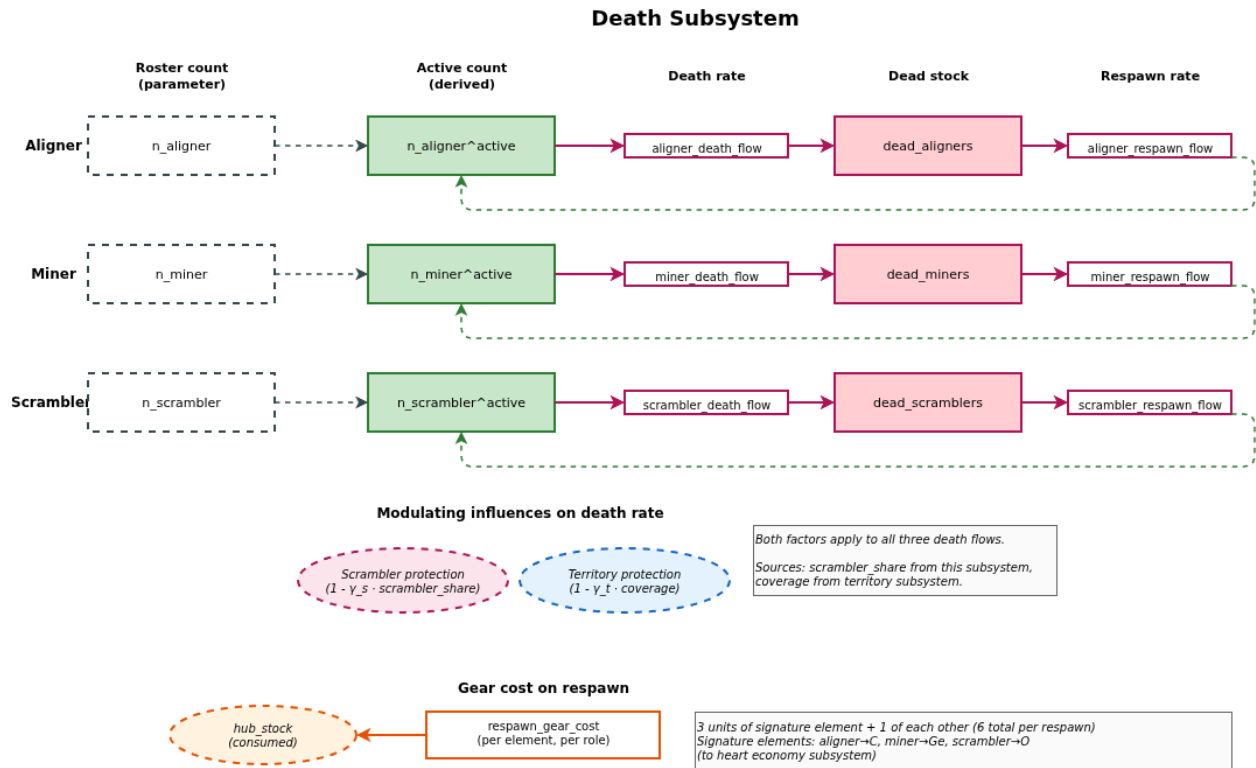 Death Subsystem
Roster count
(parameter)
Active count
(derived)
Death rate
Dead stock
Respawn rate
Aligner
n_aligner
n_aligner^active
aligner_death_flow
dead_aligners
aligner_respawn_flow
Miner
n_miner
n_miner^active
miner_death_flow
dead_miners
miner_respawn_flow
Scrambler
n_scrambler
n_scrambler^active
scrambler_death_flow
dead_scramblers
scrambler_respawn_flow
Modulating influences on death rate
Scrambler protection
(1 - γ_s · scrambler_share)
Territory protection
(1 - γ_t · coverage)
Both factors apply to all three death flows.
Sources: scrambler_share from this subsystem,
coverage from territory subsystem.
Gear cost on respawn
hub_stock
(consumed)
respawn_gear_cost
(per element, per role)
3 units of signature element + 1 of each other (6 total per respawn)
Signature elements: aligner→C, miner→Ge, scrambler→O
(to heart economy subsystem)